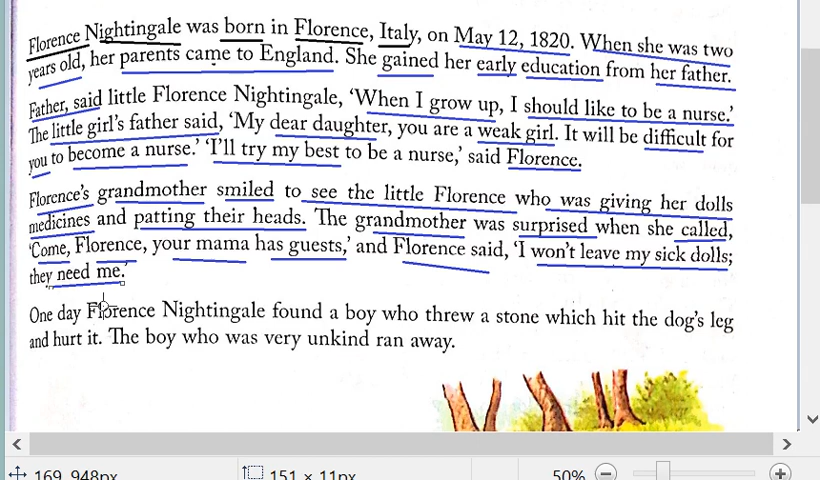 Florence Nightingale was born in Florence, Italy, on May 12, 1820. When she was two
years old, her parents came to England. She gained her early education from her father.
Father, said little Florence Nightingale, ‘When I grow up, I should like to be a nurse.’
The little girl’s father said, ‘My dear daughter, you are a weak girl. It will be difficult for
you to become a nurse.’ ‘I’ll try my best to be a nurse,’ said Florence.
Florence’s grandmother smiled to see the little Florence who was giving her dolls
medicines and patting their heads. The grandmother was surprised when she called,
‘Come, Florence, your mama has guests,’ and Florence said, ‘I won’t leave my sick dolls;
they need me.’
One day Florence Nightingale found a boy who threw a stone which hit the dog’s leg
and hurt it. The boy who was very unkind ran away.
169, 948px 151 × 11px 50%